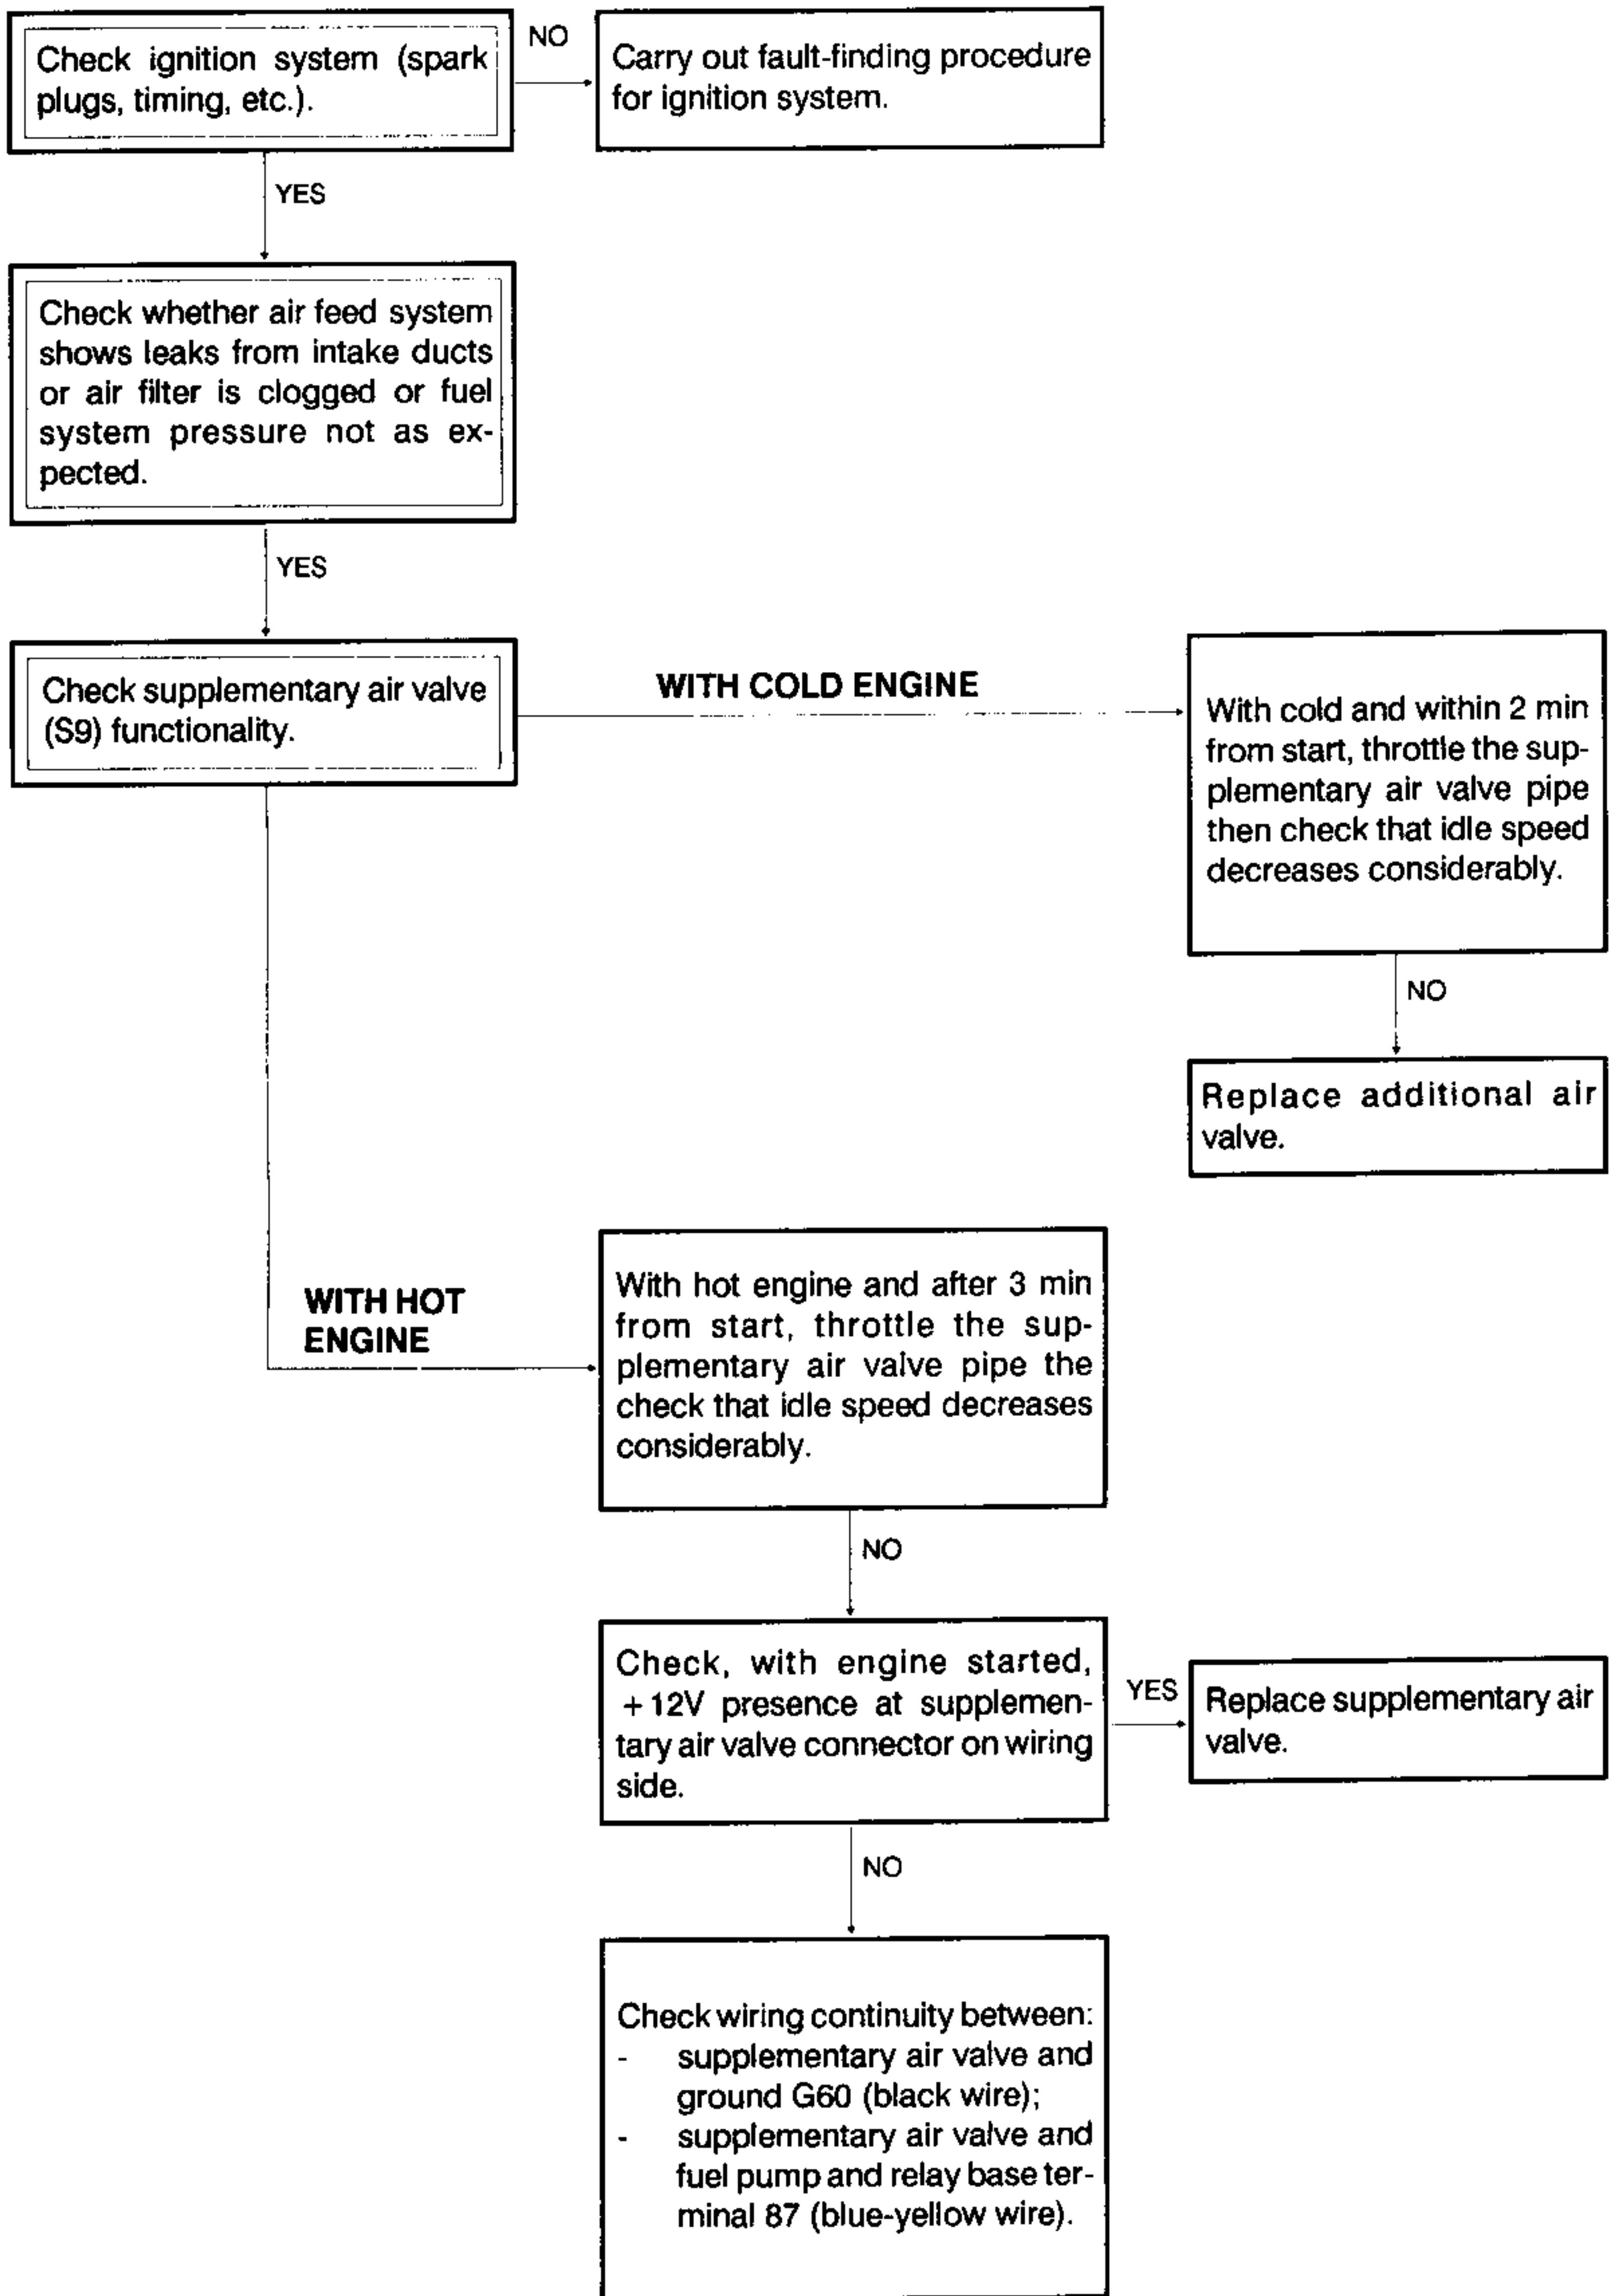 Check ignition system (spark
plugs, timing, etc.).
NO
Carry out fault-finding procedure
for ignition system.
YES
Check whether air feed system
shows leaks from intake ducts
or air filter is clogged or fuel
system pressure not as ex-
pected.
YES
Check supplementary air valve
(S9) functionality.
WITH COLD ENGINE
With cold and within 2 min
from start, throttle the sup-
plementary air valve pipe
then check that idle speed
decreases considerably.
NO
Replace additional air
valve.
WITH HOT
ENGINE
With hot engine and after 3 min
from start, throttle the sup-
plementary air valve pipe the
check that idle speed decreases
considerably.
NO
Check, with engine started,
+12V presence at supplemen-
tary air valve connector on wiring
side.
YES
Replace supplementary air
valve.
NO
Check wiring continuity between:
- supplementary air valve and
ground G60 (black wire);
- supplementary air valve and
fuel pump and relay base ter-
minal 87 (blue-yellow wire).